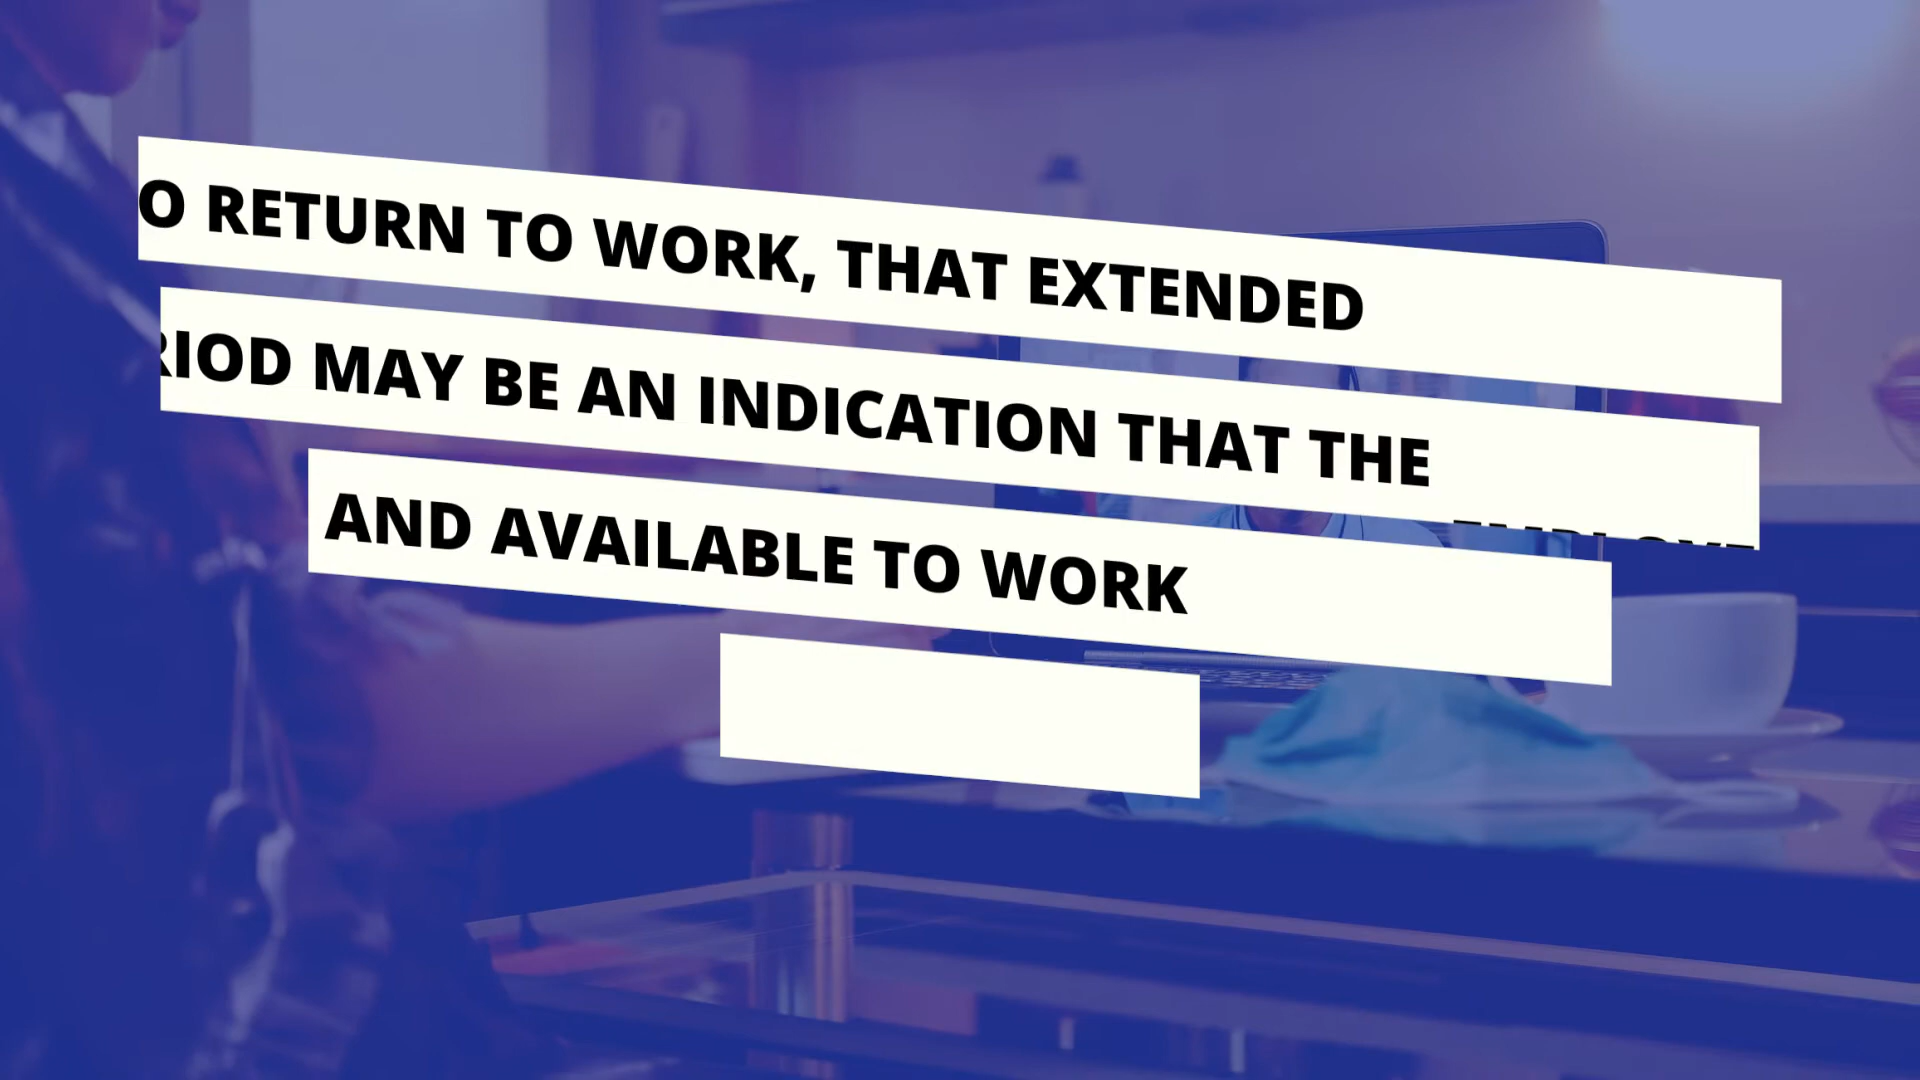 O RETURN TO WORK, THAT EXTENDED
RIOD MAY BE AN INDICATION THAT THE
AND AVAILABLE TO WORK